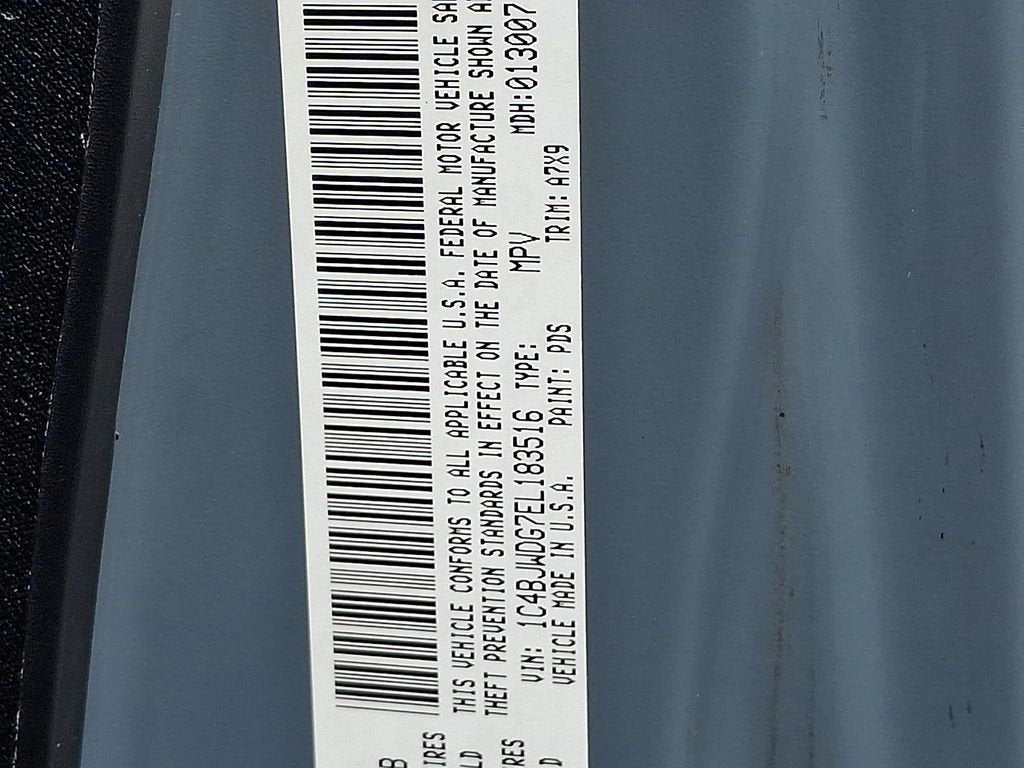 THIS VEHICLE CONFORMS TO ALL APPLICABLE U.S.A. FEDERAL MOTOR VEHICLE
THEFT PREVENTION STANDARDS IN EFFECT ON THE DATE OF MANUFACTURE SHOWN
VIN: 1C4BJWDG7EL183516 TYPE: MPV MDH:013007
VEHICLE MADE IN U.S.A. PAINT: PDS TRIM: A7X9